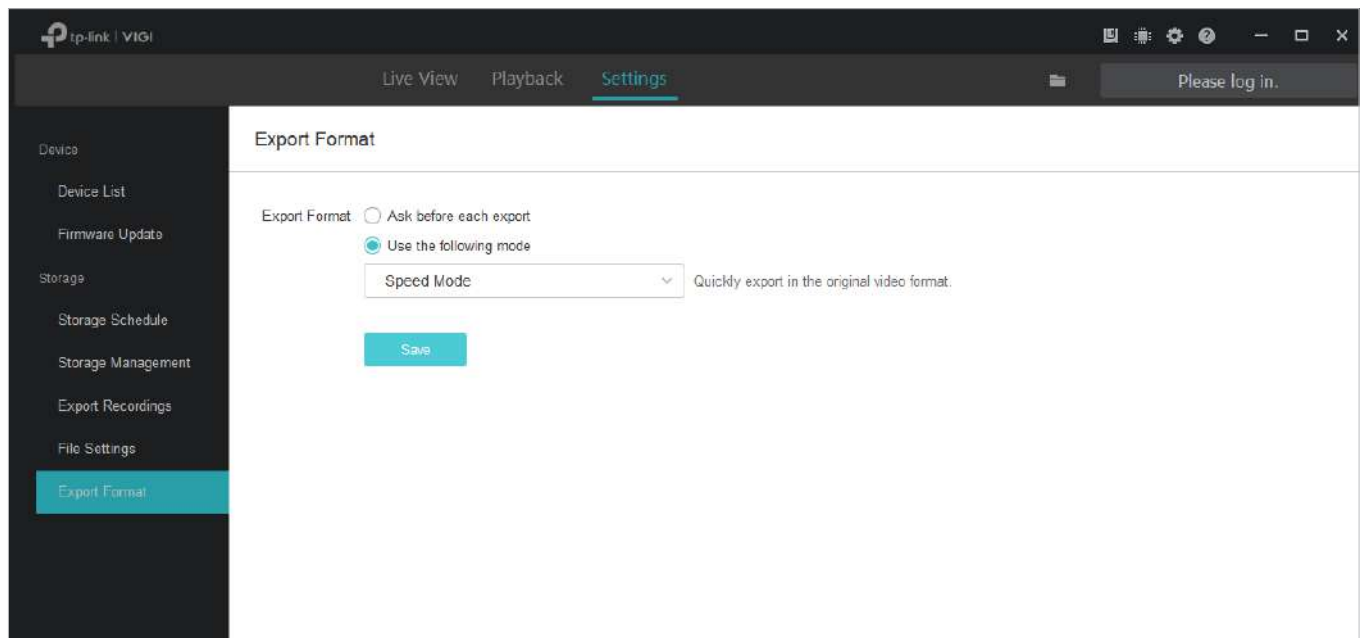 tp-link | VIGI
Live View Playback Settings
Please log in.
Device
Device List
Firmware Update
Storage
Storage Schedule
Storage Management
Export Recordings
File Settings
Export Format
Export Format
Export Format Ask before each export
Use the following mode
Speed Mode Quickly export in the original video format.
Save